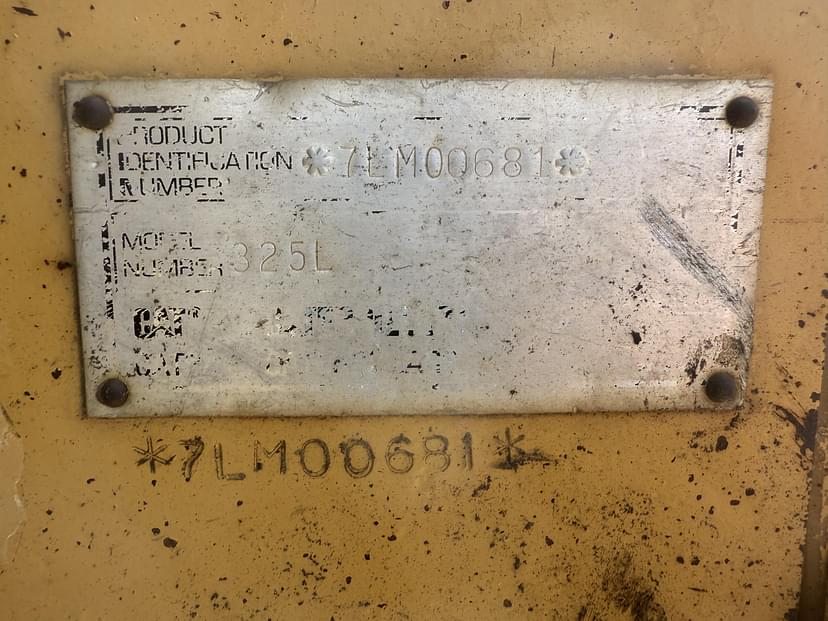 PRODUCT
IDENTIFICATION *7LM00681*
NUMBER
MODEL
NUMBER 325L
CAT
*7LM00681*